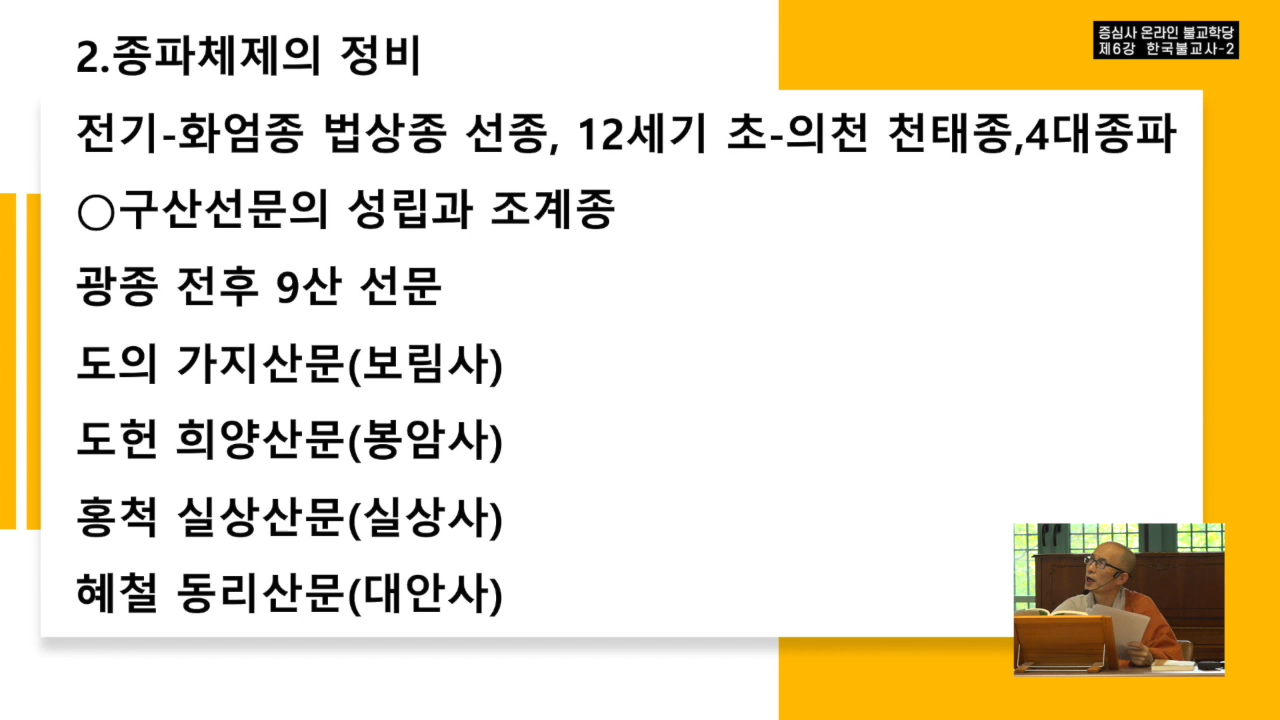 증심사 온라인 불교학당
제6강 한국불교사-2
2.종파체제의 정비
전기-화엄종 법상종 선종, 12세기 초-의천 천태종,4대종파
○구산선문의 성립과 조계종
광종 전후 9산 선문
도의 가지산문(보림사)
도헌 희양산문(봉암사)
홍척 실상산문(실상사)
혜철 동리산문(대안사)